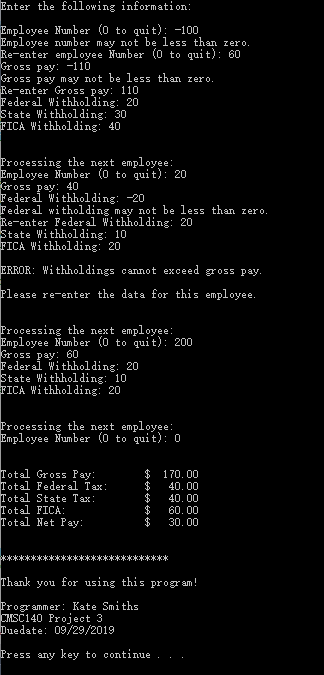 Enter the following information:
Employee Number (0 to quit): -100
Employee number may not be less than zero.
Re-enter employee Number (0 to quit): 60
Gross pay: -110
Gross pay may not be less than zero.
Re-enter Gross pay: 110
Federal Withholding: 20
State Withholding: 30
FICA Withholding: 40
Processing the next employee:
Employee Number (0 to quit): 20
Gross pay: 40
Federal Withholding: -20
Federal witholding may not be less than zero.
Re-enter Federal Withholding: 20
State Withholding: 10
FICA Withholding: 20
ERROR: Withholdings cannot exceed gross pay.
Please re-enter the data for this employee.
Processing the next employee:
Employee Number (0 to quit): 200
Gross pay: 60
Federal Withholding: 20
State Withholding: 10
FICA Withholding: 20
Processing the next employee:
Employee Number (0 to quit): 0
Total Gross Pay: $ 170.00
Total Federal Tax: $ 40.00
Total State Tax: $ 40.00
Total FICA: $ 60.00
Total Net Pay: $ 30.00
****************************
Thank you for using this program!
Programmer: Kate Smiths
CMSC140 Project 3
Duedate: 09/29/2019
Press any key to continue . . .